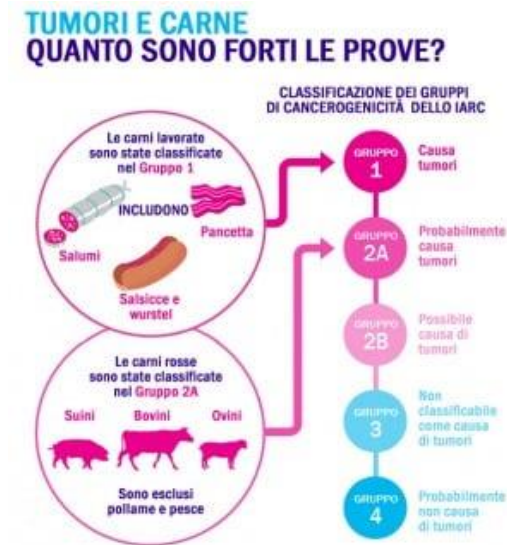 TUMORI E CARNE
QUANTO SONO FORTI LE PROVE?
CLASSIFICAZIONE DEI GRUPPI
DI CANCEROGENICITÀ DELLO IARC
Le carni lavorate
sono state classificate
nel Gruppo 1
INCLUDONO
Salumi
Pancetta
Salsicce e
wurstel
Le carni rosse
sono state classificate
nel Gruppo 2A
Suini
Bovini
Ovini
Sono esclusi
pollame e pesce
GRUPPO
1
Causa
tumori
GRUPPO
2A
Probabilmente
causa
tumori
GRUPPO
2B
Possibile
causa di
tumori
GRUPPO
3
Non
classificabile
come causa
di tumori
GRUPPO
4
Probabilmente
non causa
di tumori